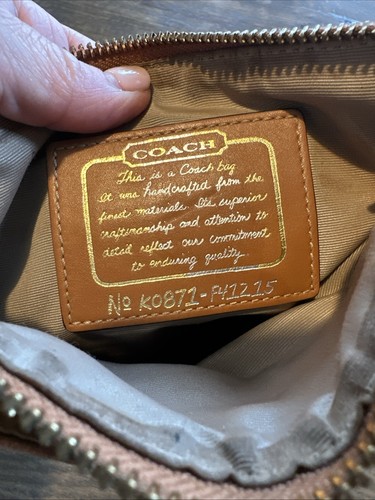 COACH
This is a Coach bag
It was handcrafted from the
finest materials. Its superior
craftsmanship and attention to
detail reflect our commitment
to enduring quality.
No K0871-P41215